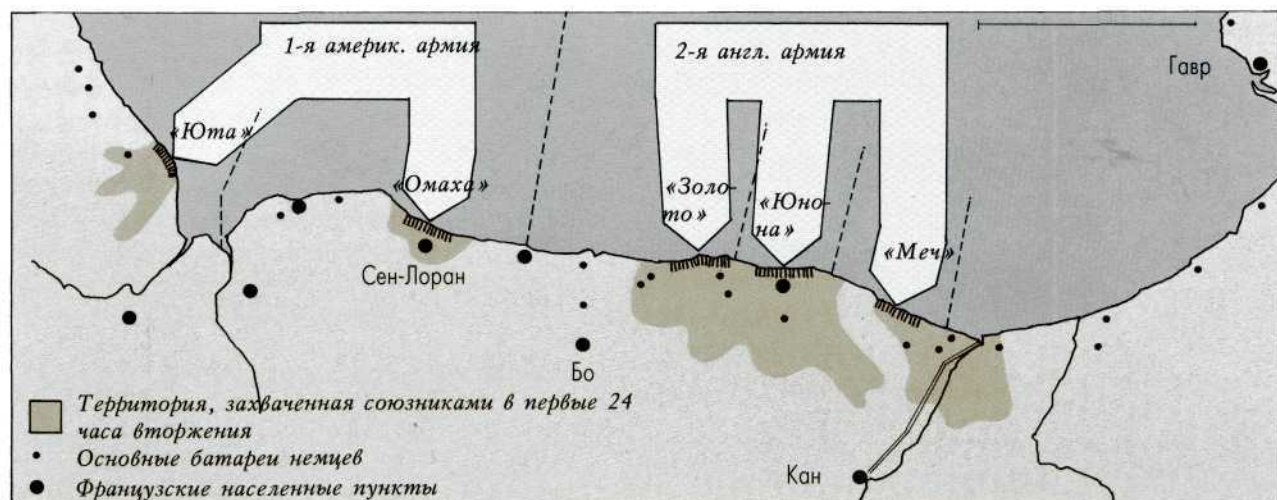 1-я америк. армия
2-я англ. армия
Гавр
«Юта»
«Омаха»
«Золо-
то»
«Юно-
на»
«Меч»
Сен-Лоран
Бо
Кан
Территория, захваченная союзниками в первые 24
часа вторжения
Основные батареи немцев
Французские населенные пункты